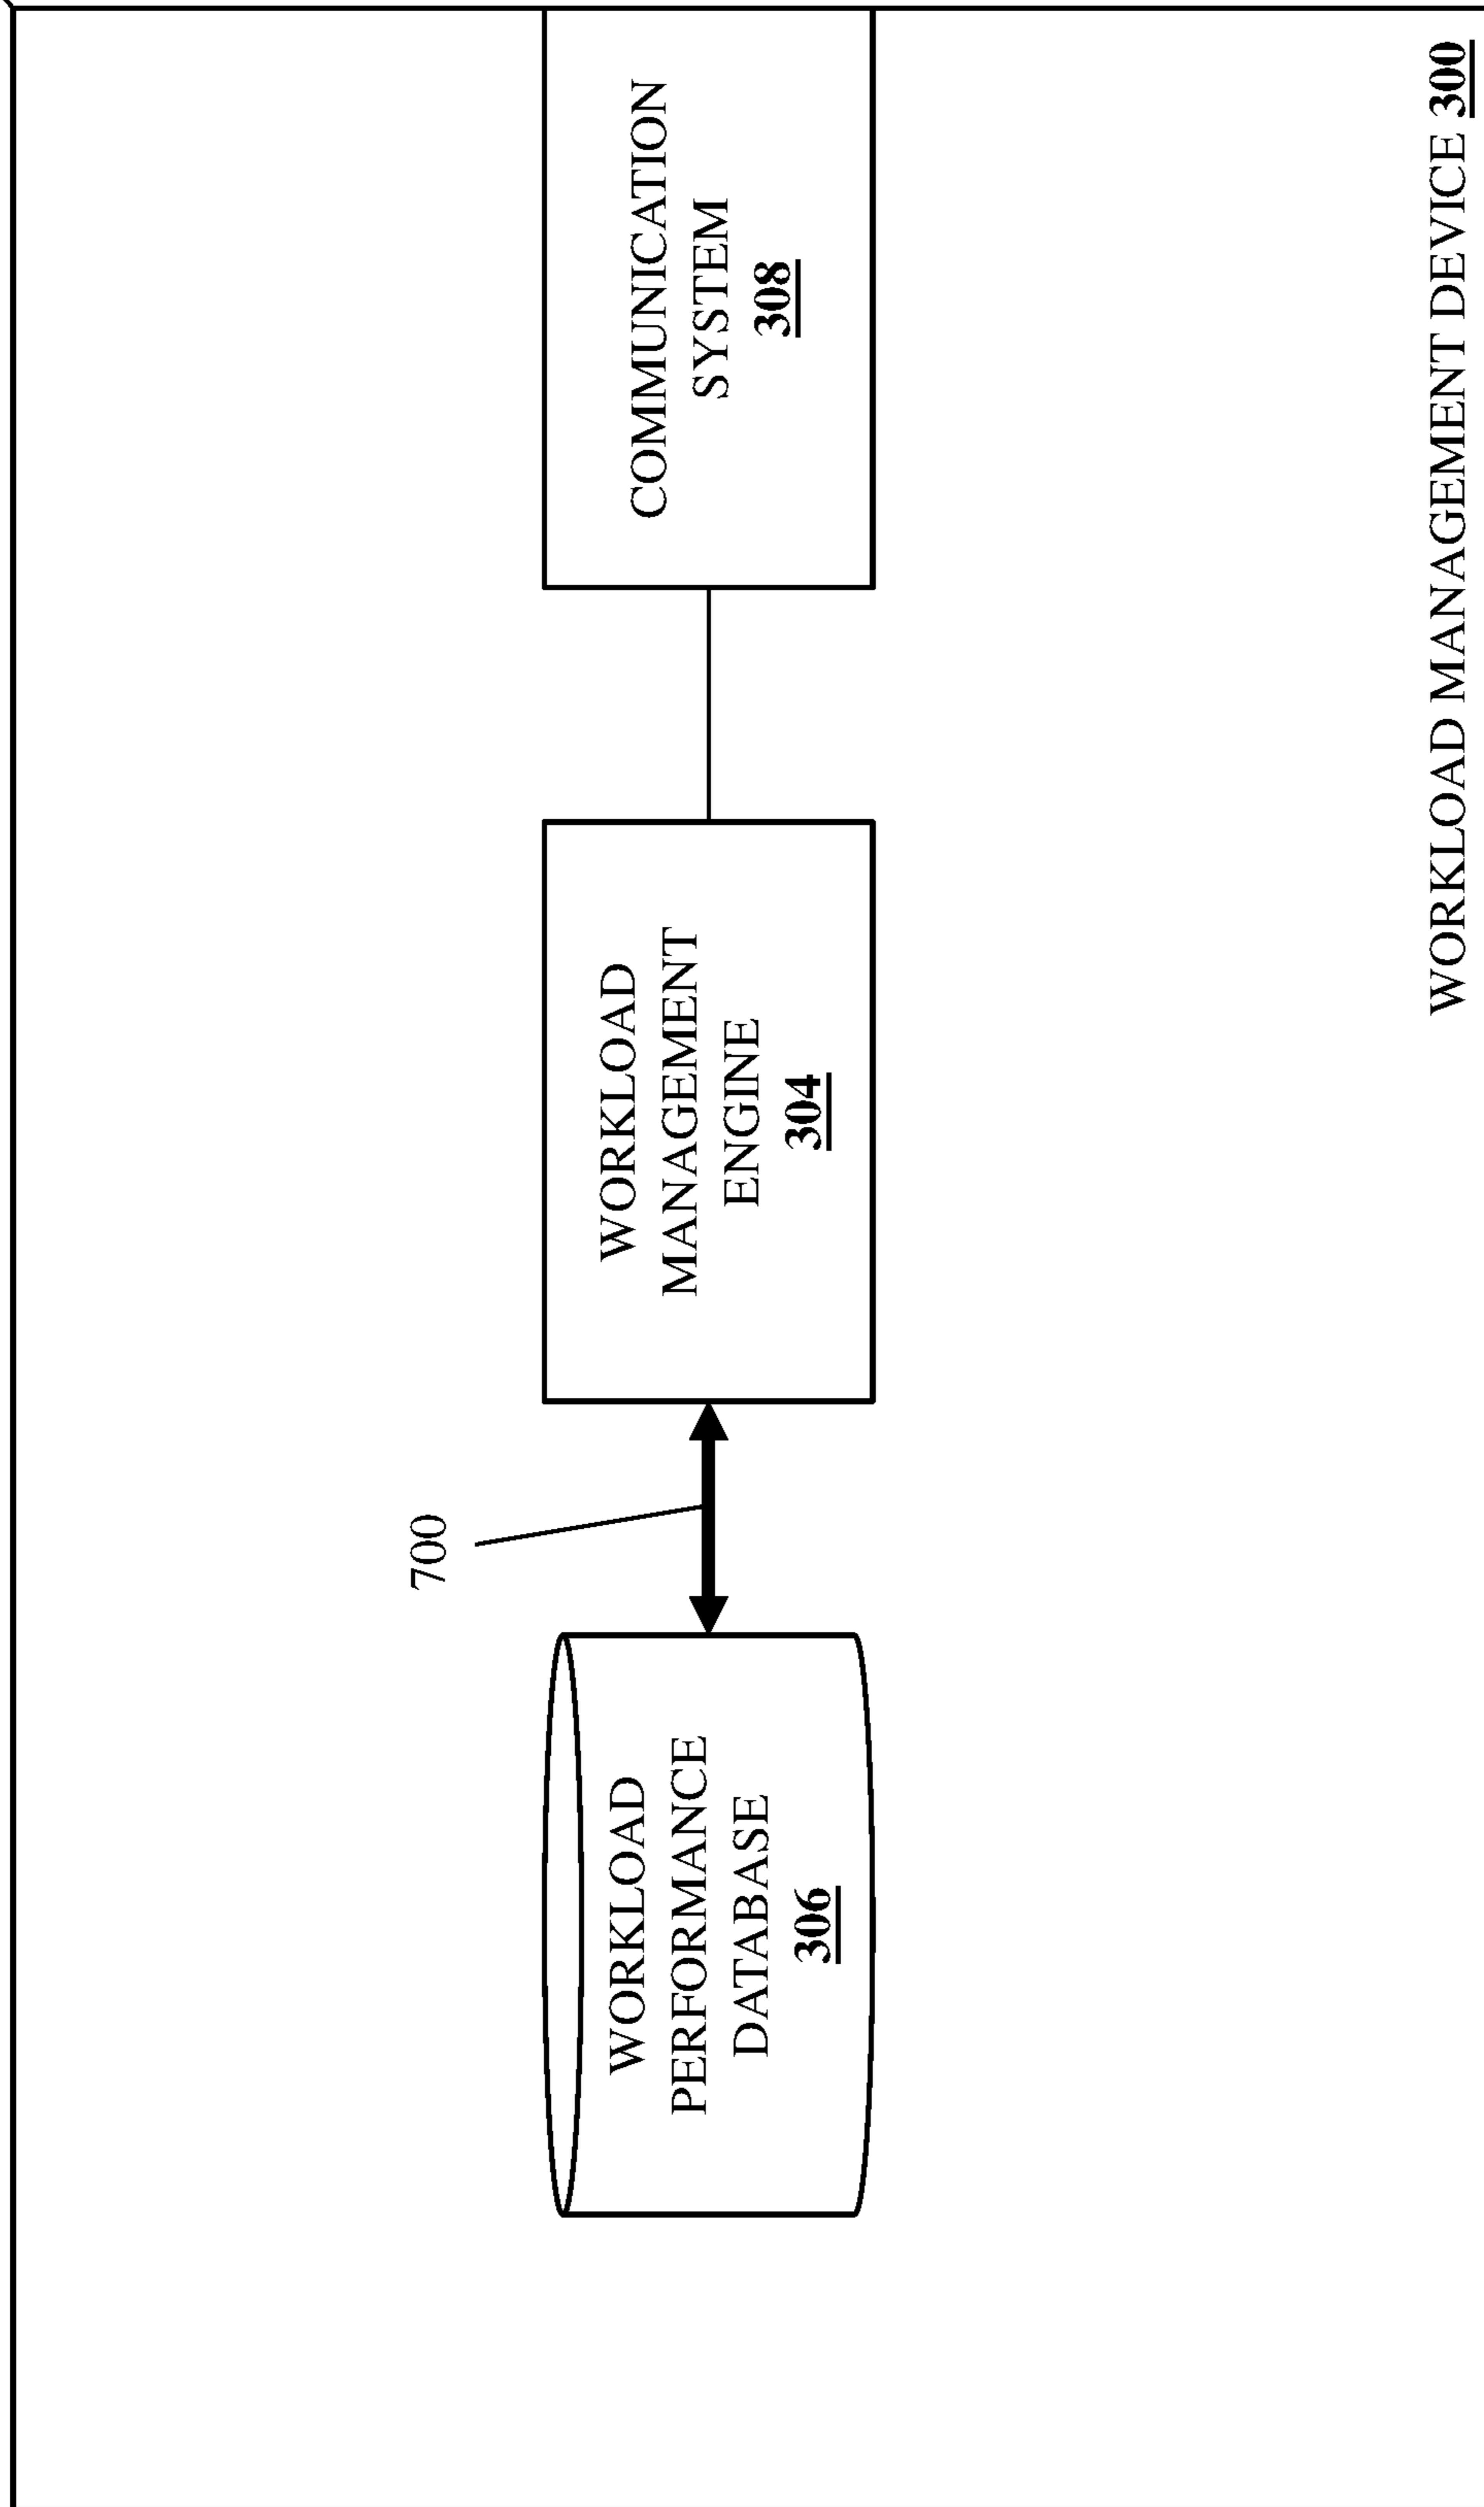 700
WORKLOAD
PERFORMANCE
DATABASE
306
WORKLOAD
MANAGEMENT
ENGINE
304
COMMUNICATION
SYSTEM
308
WORKLOAD MANAGEMENT DEVICE 300